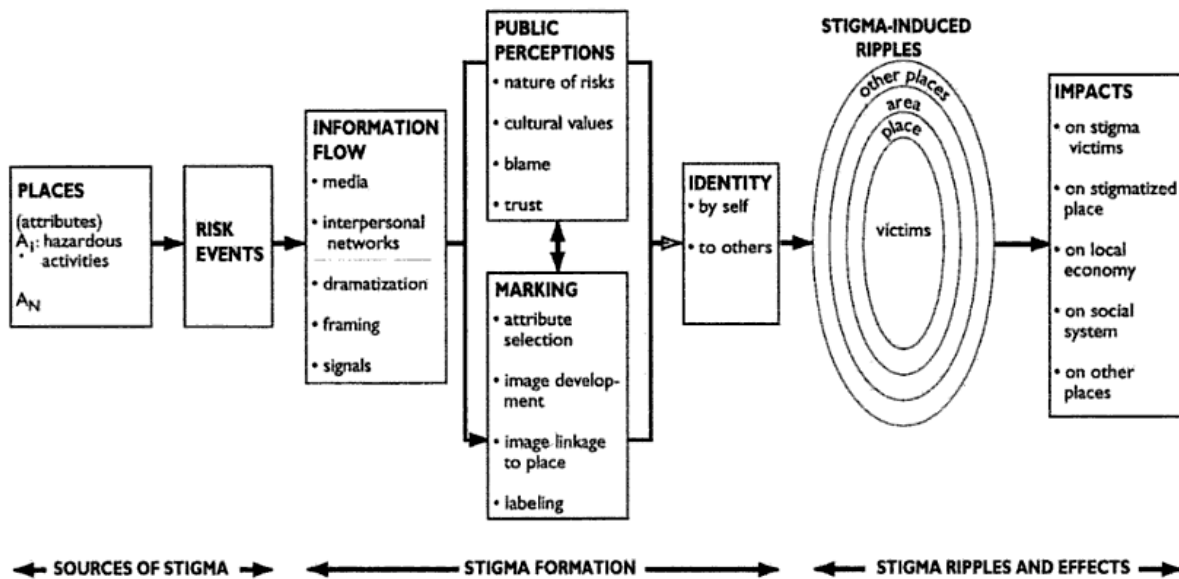 PLACES
(attributes)
Ai: hazardous
• activities
AN
RISK
EVENTS
INFORMATION
FLOW
• media
• interpersonal
networks
• dramatization
• framing
• signals
PUBLIC
PERCEPTIONS
• nature of risks
• cultural values
• blame
• trust
MARKING
• attribute
selection
• image develop-
ment
• image linkage
to place
• labeling
IDENTITY
• by self
• to others
STIGMA-INDUCED
RIPPLES
other places
area
place
victims
IMPACTS
• on stigma
victims
• on stigmatized
place
• on local
economy
• on social
system
• on other
places
SOURCES OF STIGMA
STIGMA FORMATION
STIGMA RIPPLES AND EFFECTS